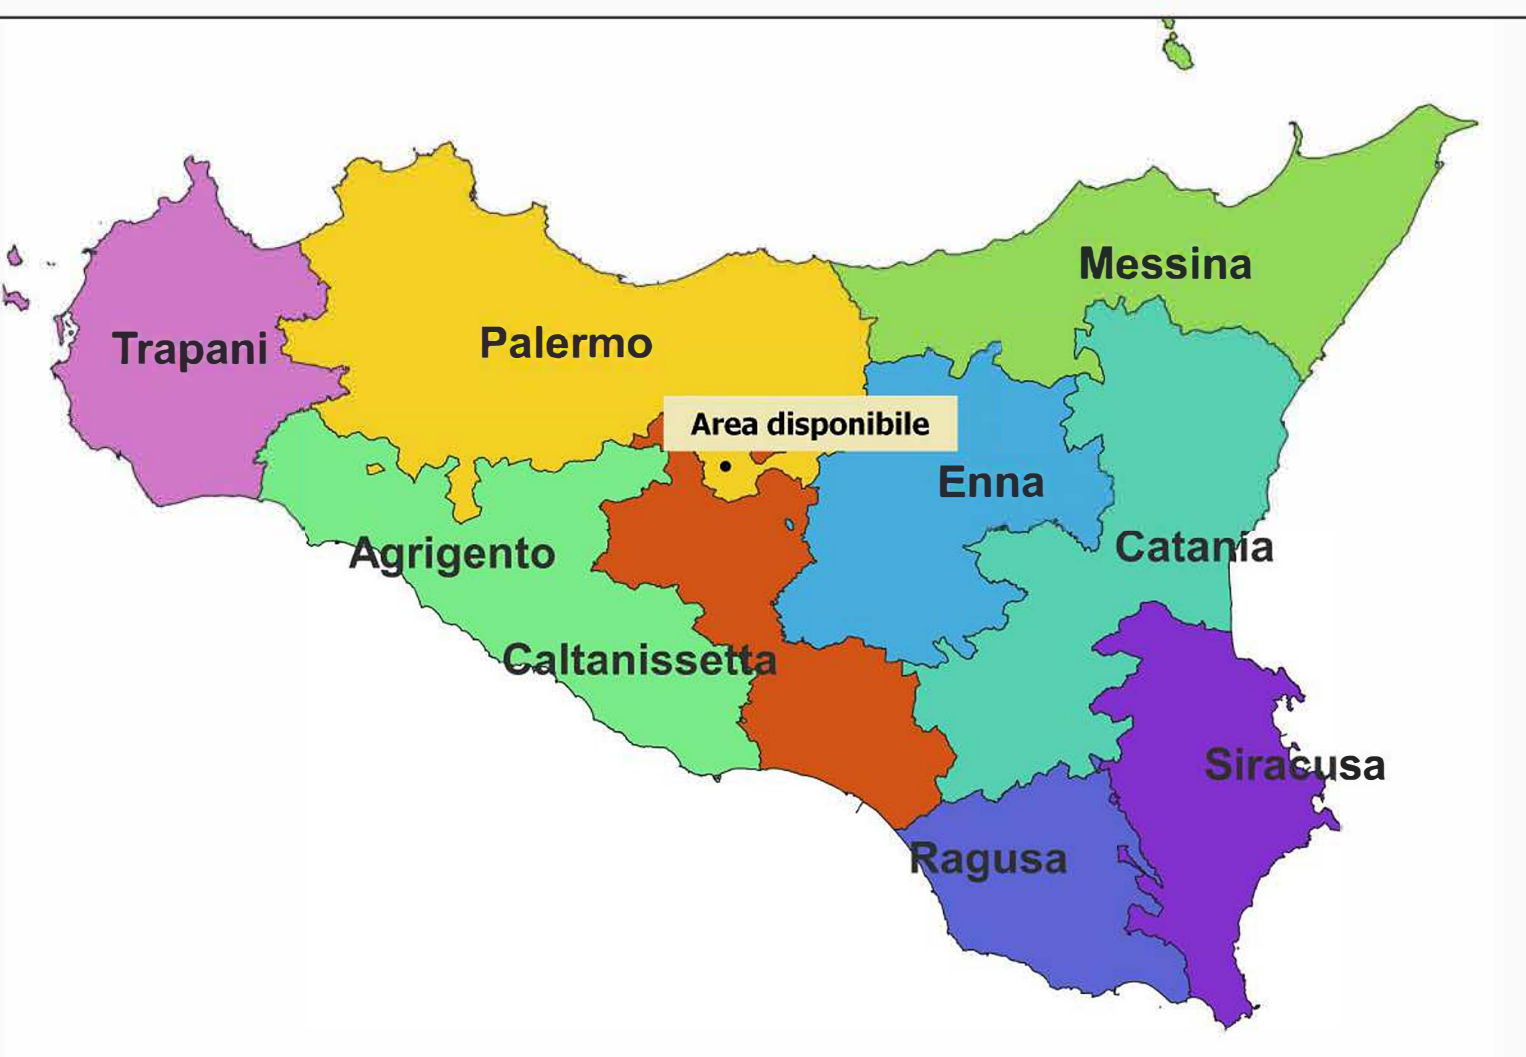 Messina
Trapani
Palermo
Area disponibile
Enna
Agrigento
Catania
Caltanissetta
Siracusa
Ragusa